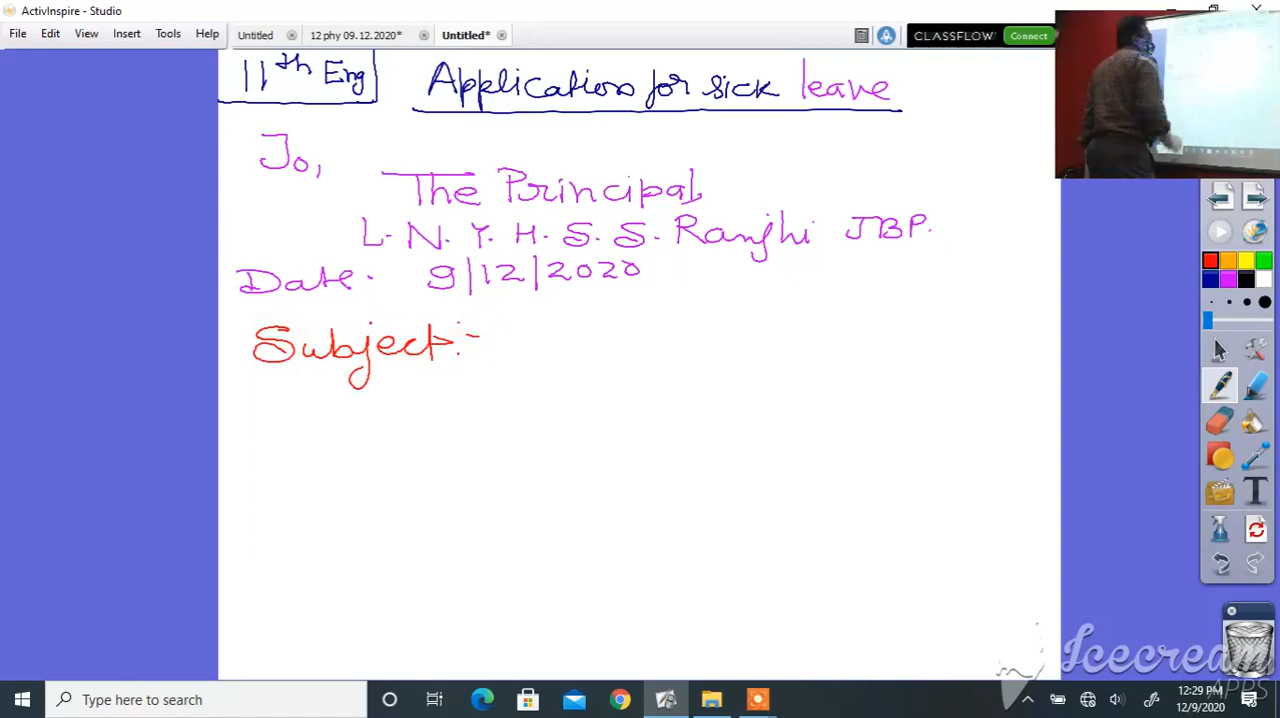 ActivInspire - Studio
File Edit View Insert Tools Help Untitled 12 phy 09.12.2020* Untitled* CLASSFLOW Connect
11th Eng Application for sick leave
To,
The Principal
L. N. Y. H. S. S. Ranjhi JBP.
Date. 9/12/2020
Subject:-
Icecream
APPS
Type here to search
12:29 PM
12/9/2020